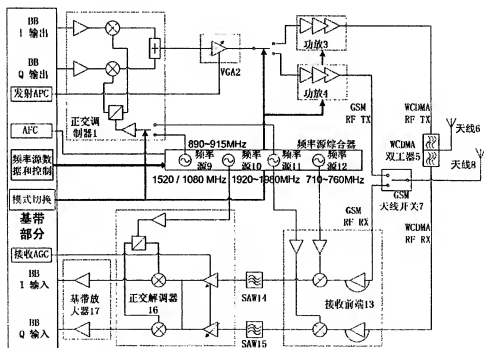 BB
I 输出
BB
Q 输出
发射APC
AFC
频率源数
据和控制
模式切换
基带
部分
接收AGC
BB
I 输入
BB
Q 输入
正交调
制器1
VGA2
功放3
功放4
GSM
RF TX
WCDMA
RF TX
WCDMA
双工器5
天线6
天线8
GSM
天线开关7
890~915MHz
频率源综合器
频率
源9
频率
源10
频率
源11
频率
源12
1520 / 1080 MHz
1920~1980MHz
710~760MHz
GSM
RF RX
WCDMA
RF RX
基带放
大器17
正交解调器
16
SAW14
SAW15
接收前端13